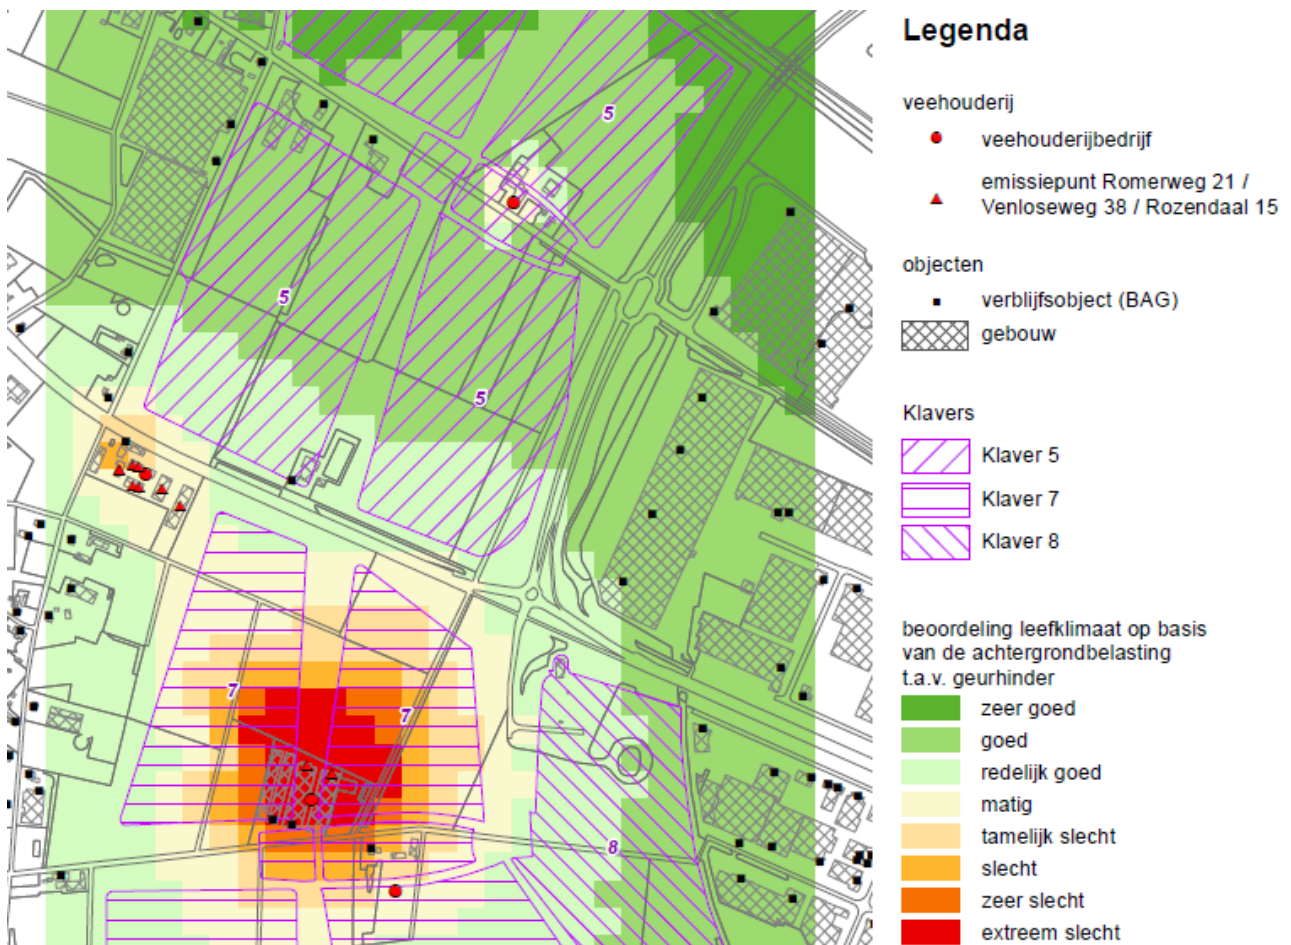 Legenda
veehouderij
veehouderijbedrijf
emissiepunt Romerweg 21 /
Venloseweg 38 / Rozendaal 15
objecten
verblijfsobject (BAG)
gebouw
Klavers
Klaver 5
Klaver 7
Klaver 8
beoordeling leefklimaat op basis
van de achtergrondbelasting
t.a.v. geurhinder
zeer goed
goed
redelijk goed
matig
tamelijk slecht
slecht
zeer slecht
extreem slecht
5
5
5
7
7
8